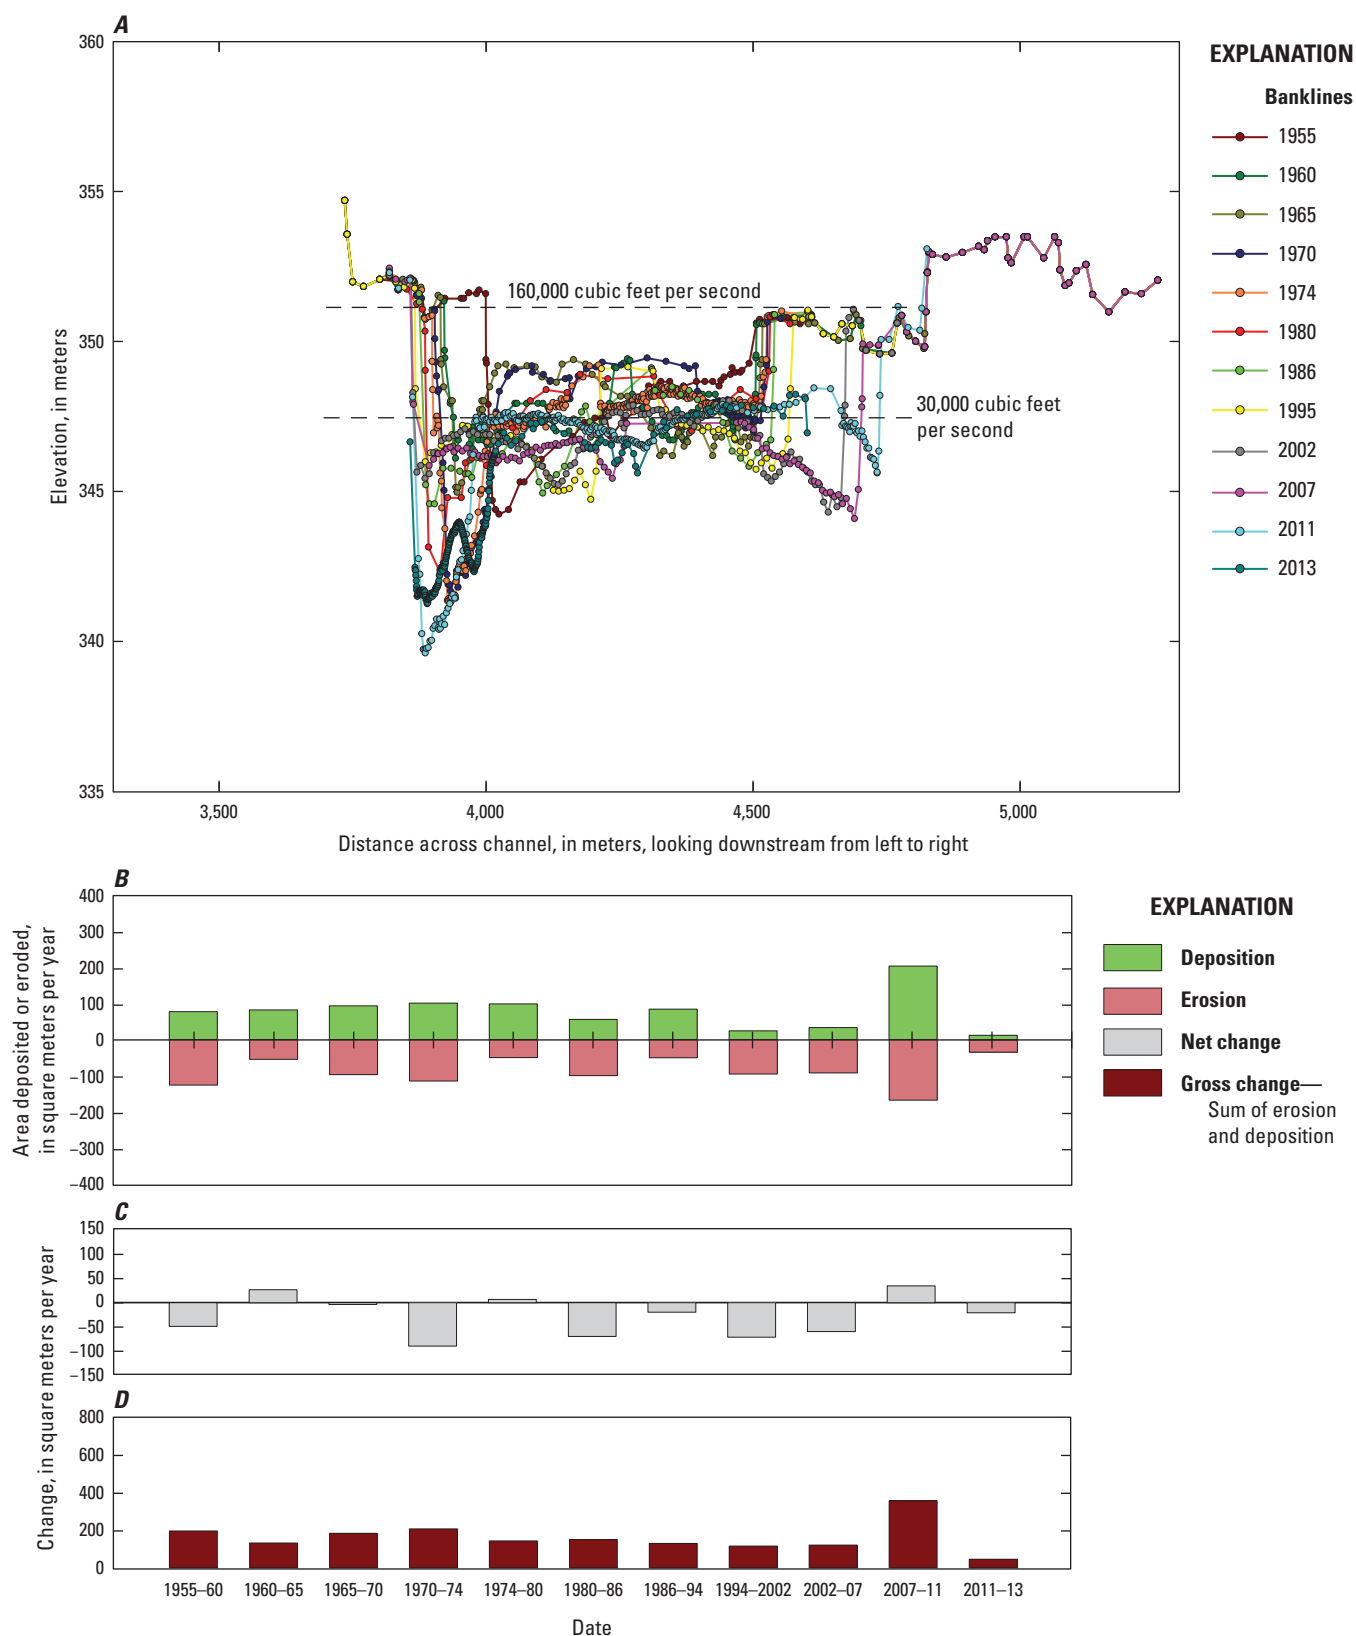 A
360
355
350
345
340
335
Elevation, in meters
160,000 cubic feet per second
30,000 cubic feet
per second
3,500
4,000
4,500
5,000
Distance across channel, in meters, looking downstream from left to right
EXPLANATION
Banklines
1955
1960
1965
1970
1974
1980
1986
1995
2002
2007
2011
2013
B
400
300
200
100
0
−100
−200
−300
−400
Area deposited or eroded,
in square meters per year
EXPLANATION
Deposition
Erosion
Net change
Gross change—
Sum of erosion
and deposition
C
150
100
50
0
−50
−100
−150
Change, in square meters per year
D
800
600
400
200
0
1955–60
1960–65
1965–70
1970–74
1974–80
1980–86
1986–94
1994–2002
2002–07
2007–11
2011–13
Date